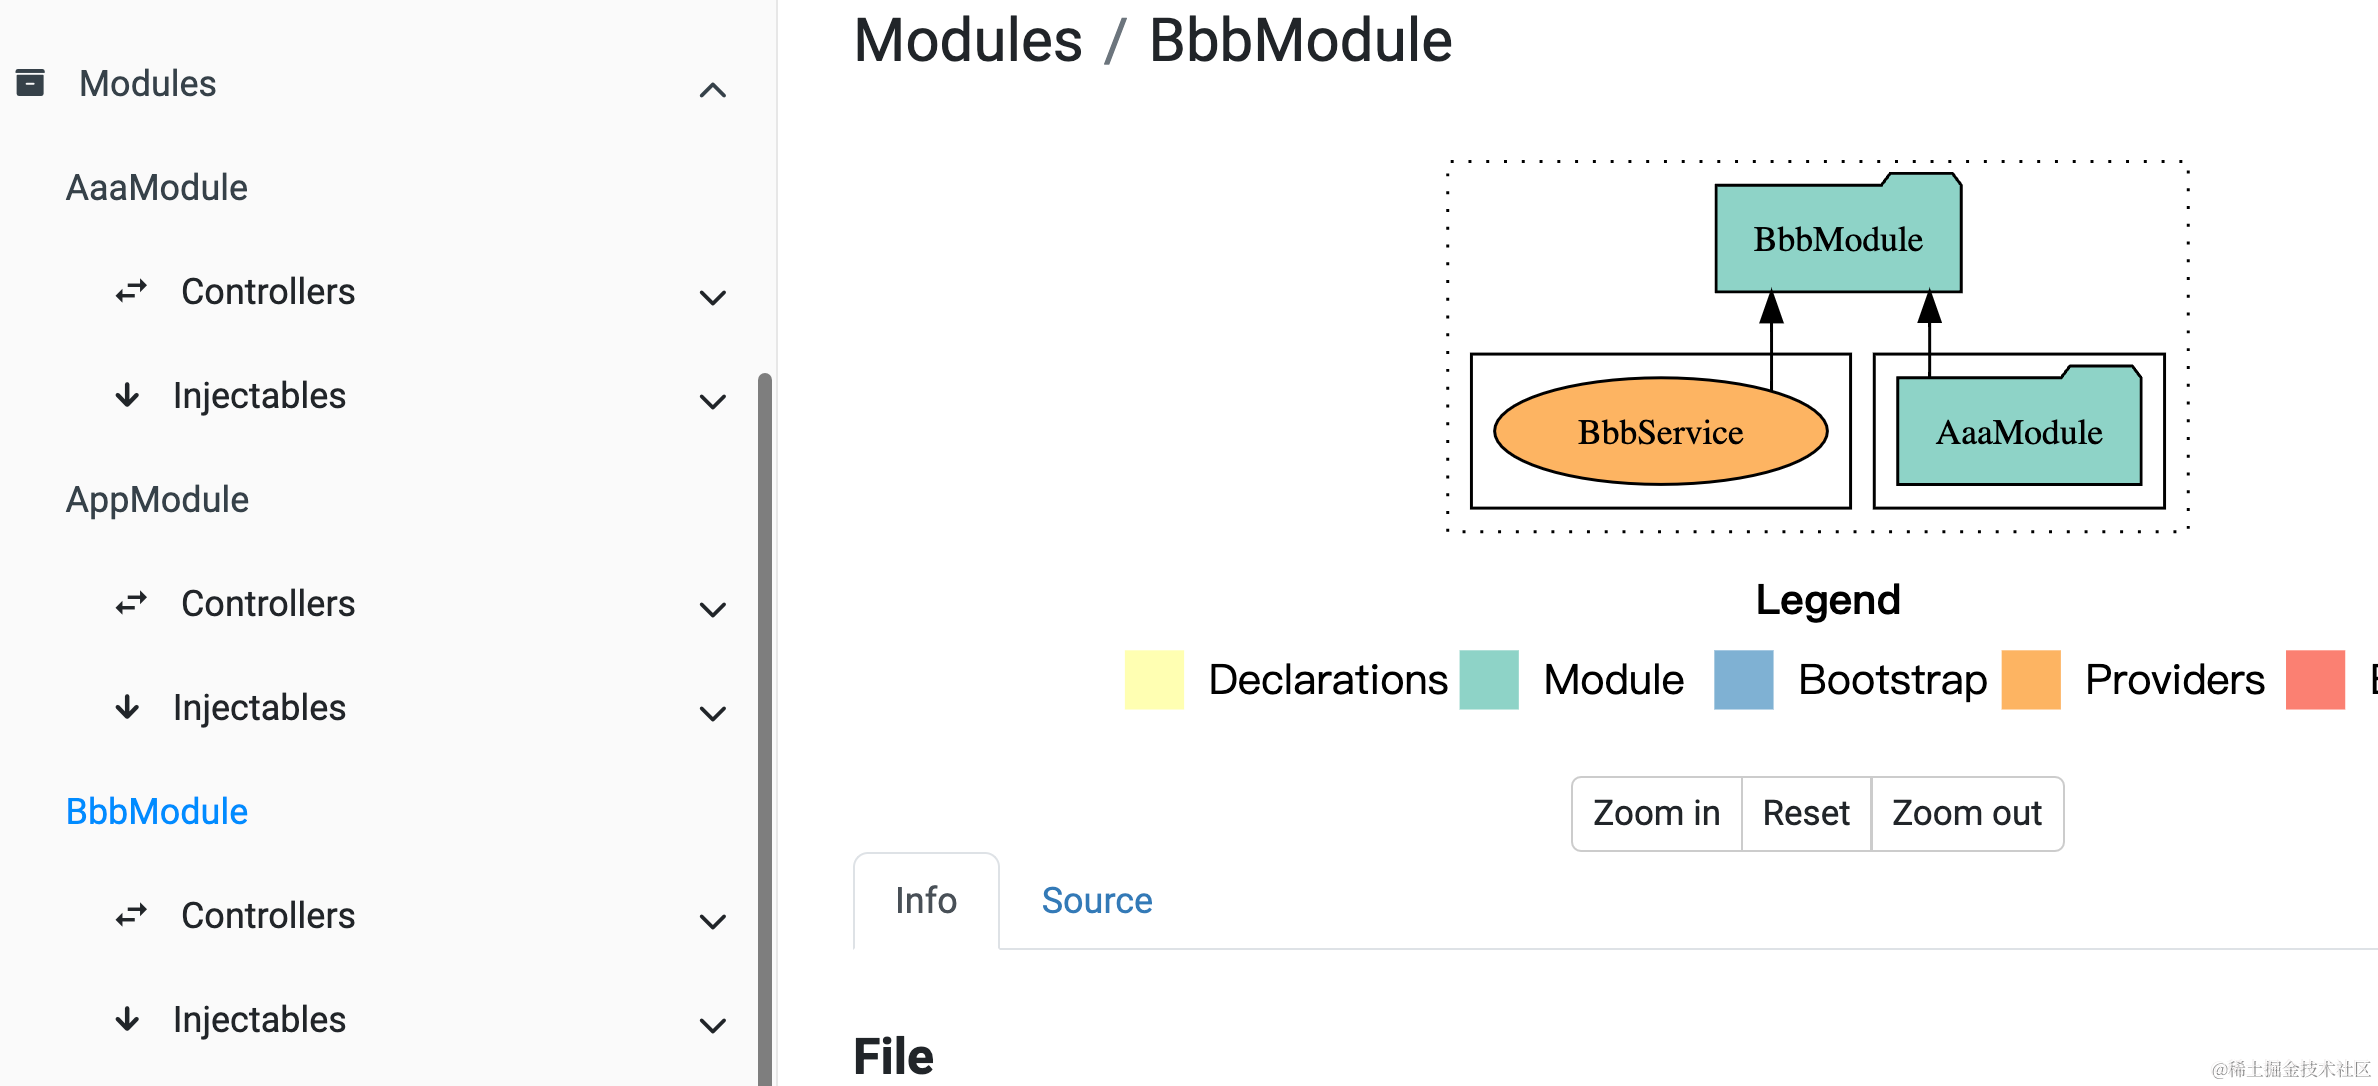 Modules
AaaModule
Controllers
Injectables
AppModule
Controllers
Injectables
BbbModule
Controllers
Injectables
Modules / BbbModule
BbbModule
BbbService
AaaModule
Legend
Declarations Module Bootstrap Providers
Zoom in Reset Zoom out
Info Source
File
@稀土掘金技术社区